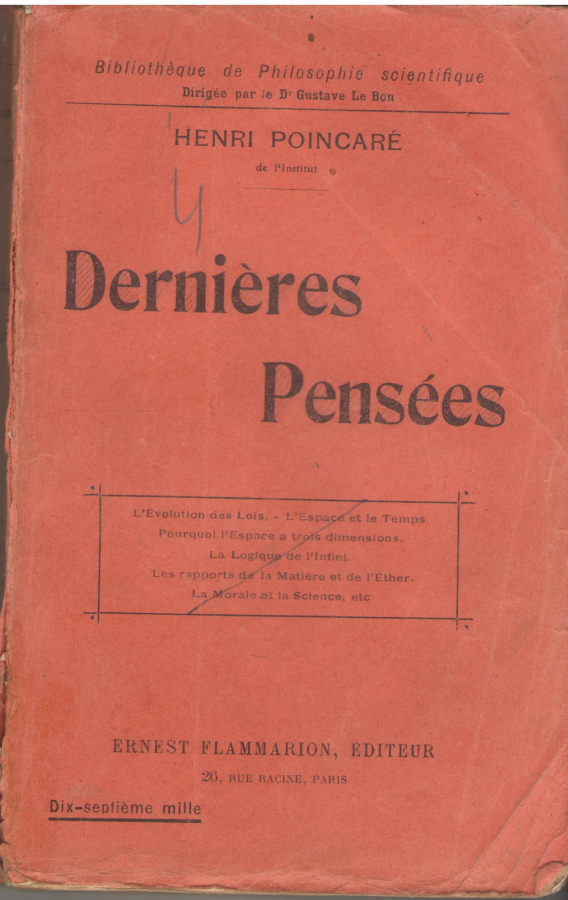 Bibliothèque de Philosophie scientifique
Dirigée par le Dr Gustave Le Bon
HENRI POINCARÉ
de l'Institut
4
Dernières
Pensées
L'Évolution des Lois. - L'Espace et le Temps.
Pourquoi l'Espace a trois dimensions.
La Logique de l'Infini.
Les rapports de la Matière et de l'Éther.
La Morale et la Science, etc
ERNEST FLAMMARION, ÉDITEUR
26, RUE RACINE, PARIS
Dix-septième mille